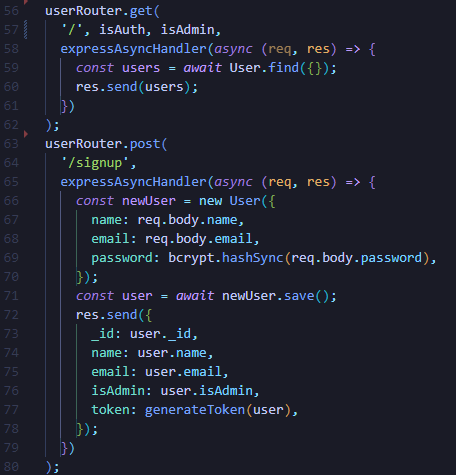 56 userRouter.get(
57   '/', isAuth, isAdmin,
58   expressAsyncHandler(async (req, res) => {
59     const users = await User.find({});
60     res.send(users);
61   })
62 );
63 userRouter.post(
64   '/signup',
65   expressAsyncHandler(async (req, res) => {
66     const newUser = new User({
67       name: req.body.name,
68       email: req.body.email,
69       password: bcrypt.hashSync(req.body.password),
70     });
71     const user = await newUser.save();
72     res.send({
73       _id: user._id,
74       name: user.name,
75       email: user.email,
76       isAdmin: user.isAdmin,
77       token: generateToken(user),
78     });
79   })
80 );